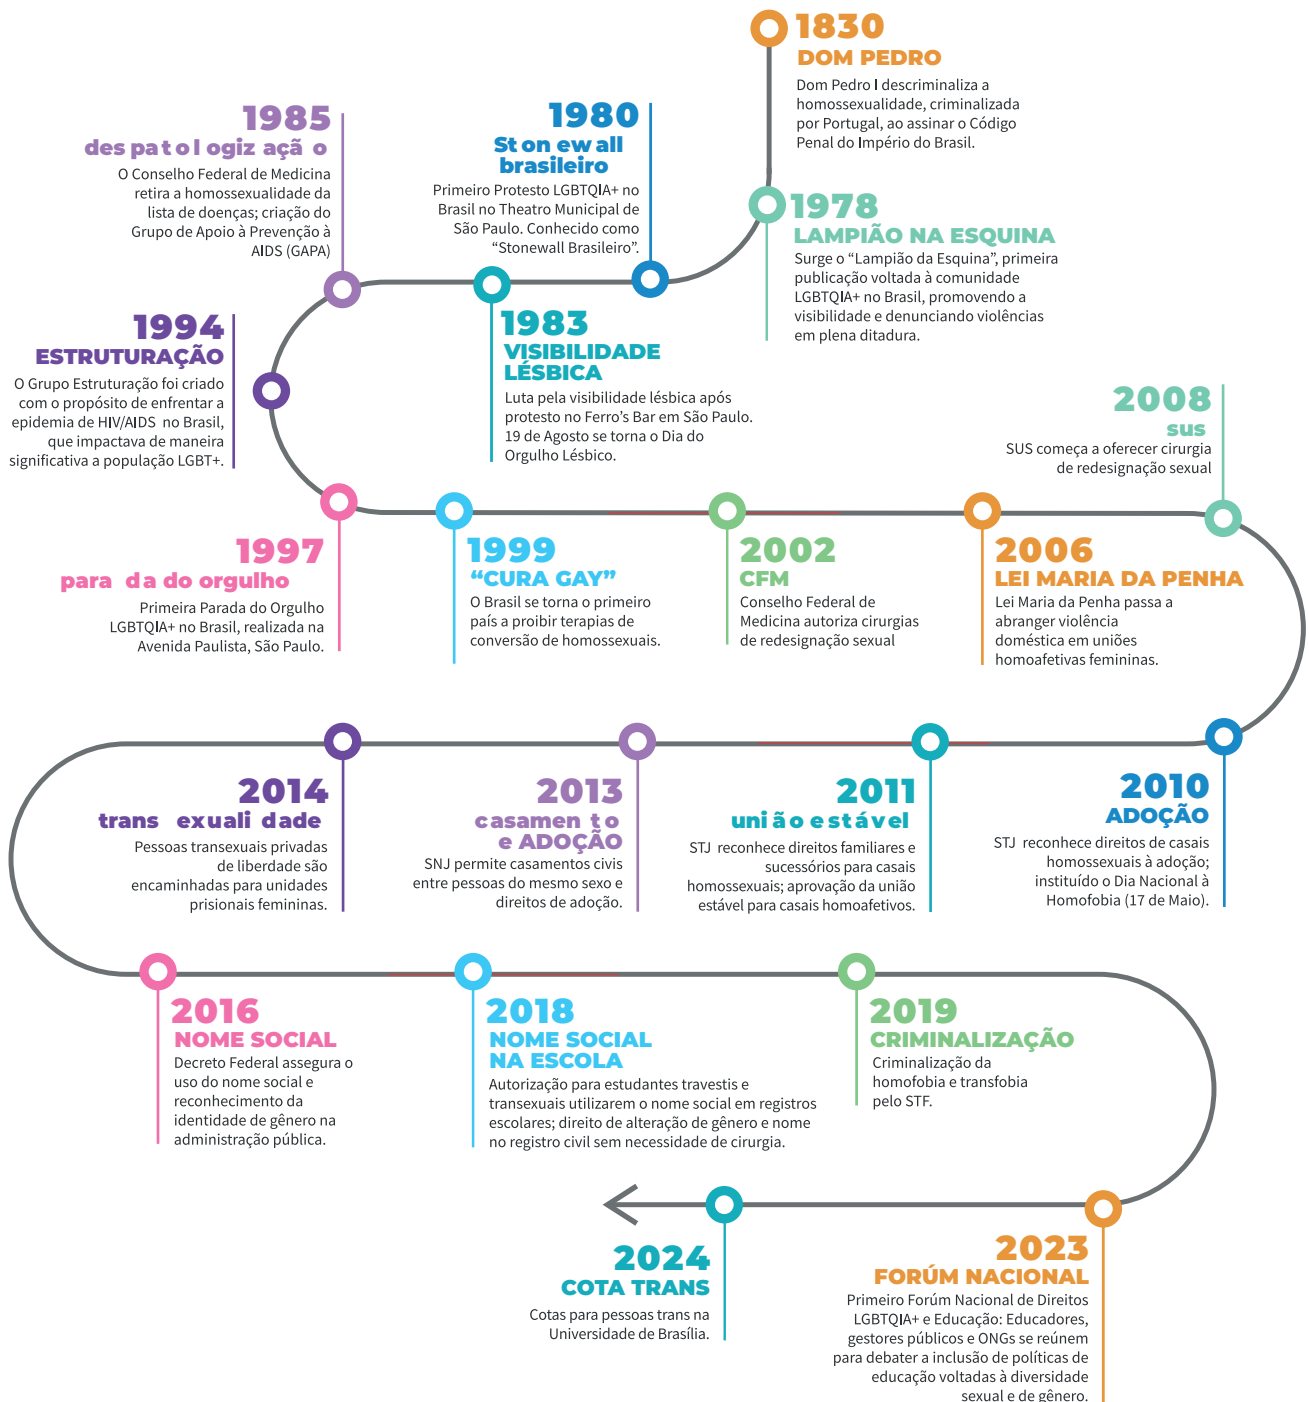 1830
DOM PEDRO
Dom Pedro I descriminaliza a
homossexualidade, criminalizada
por Portugal, ao assinar o Código
Penal do Império do Brasil.
1978
LAMPIÃO NA ESQUINA
Surge o “Lampião da Esquina”, primeira
publicação voltada à comunidade
LGBTQIA+ no Brasil, promovendo a
visibilidade e denunciando violências
em plena ditadura.
1980
Stonewall
brasileiro
Primeiro Protesto LGBTQIA+ no
Brasil no Theatro Municipal de
São Paulo. Conhecido como
“Stonewall Brasileiro”.
1983
VISIBILIDADE
LÉSBICA
Luta pela visibilidade lésbica após
protesto no Ferro’s Bar em São Paulo.
19 de Agosto se torna o Dia do
Orgulho Lésbico.
1985
despatologização
O Conselho Federal de Medicina
retira a homossexualidade da
lista de doenças; criação do
Grupo de Apoio à Prevenção à
AIDS (GAPA)
1994
ESTRUTURAÇÃO
O Grupo Estruturação foi criado
com o propósito de enfrentar a
epidemia de HIV/AIDS no Brasil,
que impactava de maneira
significativa a população LGBT+.
1997
parada do orgulho
Primeira Parada do Orgulho
LGBTQIA+ no Brasil, realizada na
Avenida Paulista, São Paulo.
1999
“CURA GAY”
O Brasil se torna o primeiro
país a proibir terapias de
conversão de homossexuais.
2002
CFM
Conselho Federal de
Medicina autoriza cirurgias
de redesignação sexual
2006
LEI MARIA DA PENHA
Lei Maria da Penha passa a
abranger violência
doméstica em uniões
homoafetivas femininas.
2008
sus
SUS começa a oferecer cirurgia
de redesignação sexual
2010
ADOÇÃO
STJ reconhece direitos de casais
homossexuais à adoção;
instituído o Dia Nacional à
Homofobia (17 de Maio).
2011
união estável
STJ reconhece direitos familiares e
sucessórios para casais
homossexuais; aprovação da união
estável para casais homoafetivos.
2013
casamento
e ADOÇÃO
SNJ permite casamentos civis
entre pessoas do mesmo sexo e
direitos de adoção.
2014
transexualidade
Pessoas transexuais privadas
de liberdade são
encaminhadas para unidades
prisionais femininas.
2016
NOME SOCIAL
Decreto Federal assegura o
uso do nome social e
reconhecimento da
identidade de gênero na
administração pública.
2018
NOME SOCIAL
NA ESCOLA
Autorização para estudantes travestis e
transexuais utilizarem o nome social em registros
escolares; direito de alteração de gênero e nome
no registro civil sem necessidade de cirurgia.
2019
CRIMINALIZAÇÃO
Criminalização da
homofobia e transfobia
pelo STF.
2023
FORÚM NACIONAL
Primeiro Forúm Nacional de Direitos
LGBTQIA+ e Educação: Educadores,
gestores públicos e ONGs se reúnem
para debater a inclusão de políticas de
educação voltadas à diversidade
sexual e de gênero.
2024
COTA TRANS
Cotas para pessoas trans na
Universidade de Brasília.